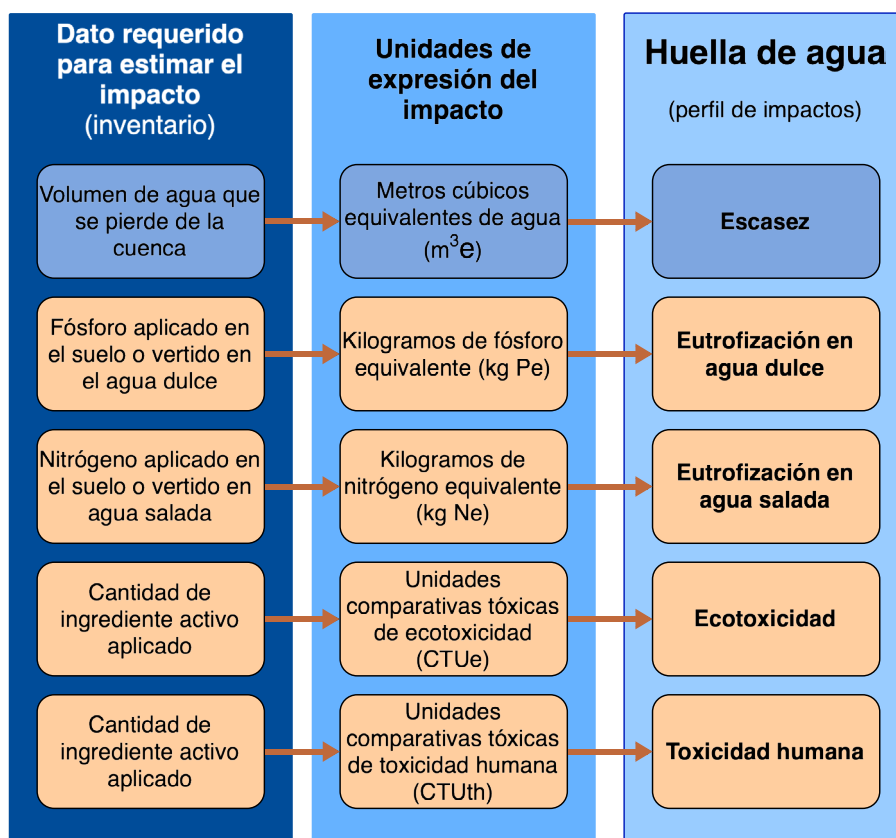 Dato requerido
para estimar el
impacto
(inventario)
Unidades de
expresión del
impacto
Huella de agua
(perfil de impactos)
Volumen de agua que
se pierde de la
cuenca
Metros cúbicos
equivalentes de agua
(m³e)
Escasez
Fósforo aplicado en
el suelo o vertido en
el agua dulce
Kilogramos de fósforo
equivalente (kg Pe)
Eutrofización en
agua dulce
Nitrógeno aplicado en
el suelo o vertido en
agua salada
Kilogramos de
nitrógeno equivalente
(kg Ne)
Eutrofización en
agua salada
Cantidad de
ingrediente activo
aplicado
Unidades
comparativas tóxicas
de ecotoxicidad
(CTUe)
Ecotoxicidad
Cantidad de
ingrediente activo
aplicado
Unidades
comparativas tóxicas
de toxicidad humana
(CTUth)
Toxicidad humana